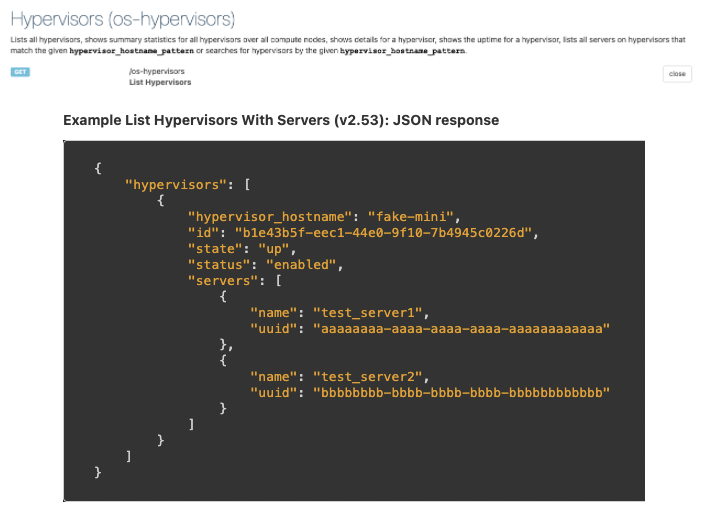 Hypervisors (os-hypervisors)
Lists all hypervisors, shows summary statistics for all hypervisors over all compute nodes, shows details for a hypervisor, shows the uptime for a hypervisor, lists all servers on hypervisors that
match the given hypervisor_hostname_pattern or searches for hypervisors by the given hypervisor_hostname_pattern.
GET /os-hypervisors close
List Hypervisors
Example List Hypervisors With Servers (v2.53): JSON response
{
    "hypervisors": [
        {
            "hypervisor_hostname": "fake-mini",
            "id": "b1e43b5f-eec1-44e0-9f10-7b4945c0226d",
            "state": "up",
            "status": "enabled",
            "servers": [
                {
                    "name": "test_server1",
                    "uuid": "aaaaaaaa-aaaa-aaaa-aaaa-aaaaaaaaaaaa"
                },
                {
                    "name": "test_server2",
                    "uuid": "bbbbbbbb-bbbb-bbbb-bbbb-bbbbbbbbbbbb"
                }
            ]
        }
    ]
}